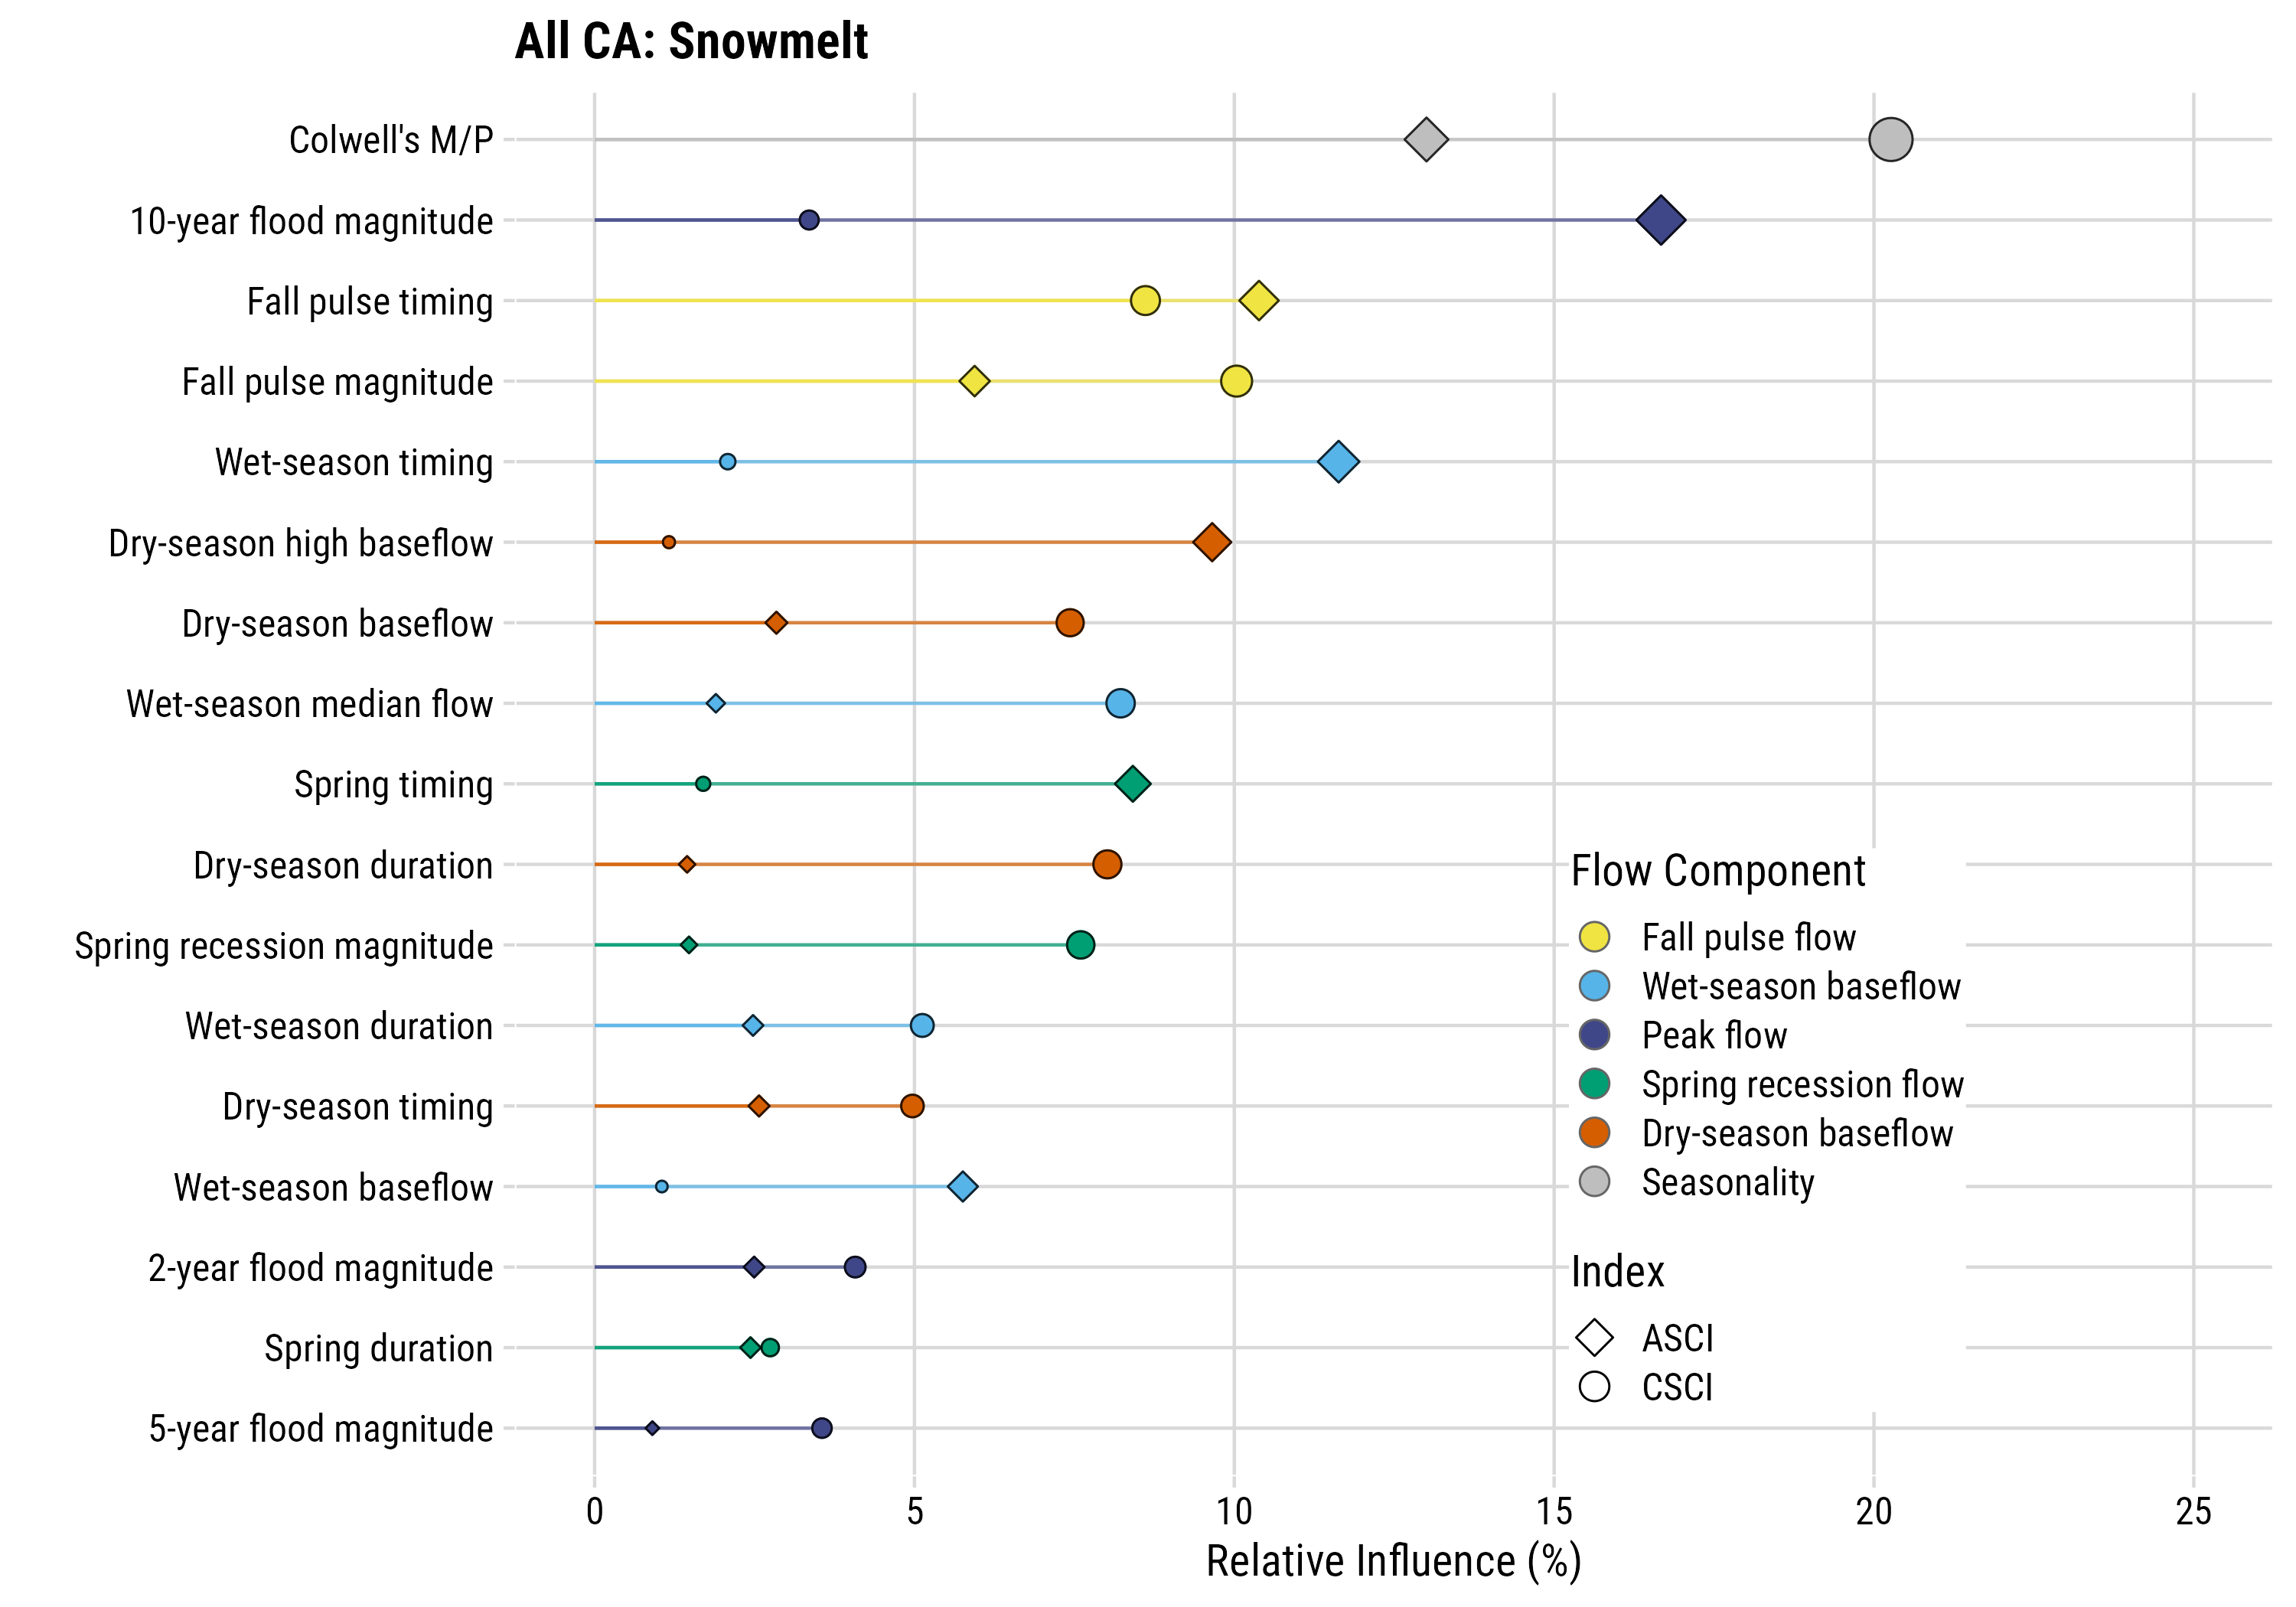 All CA: Snowmelt
Colwell's M/P
10-year flood magnitude
Fall pulse timing
Fall pulse magnitude
Wet-season timing
Dry-season high baseflow
Dry-season baseflow
Wet-season median flow
Spring timing
Dry-season duration
Spring recession magnitude
Wet-season duration
Dry-season timing
Wet-season baseflow
2-year flood magnitude
Spring duration
5-year flood magnitude
Flow Component
Fall pulse flow
Wet-season baseflow
Peak flow
Spring recession flow
Dry-season baseflow
Seasonality
Index
ASCI
CSCI
0 5 10 15 20 25
Relative Influence (%)